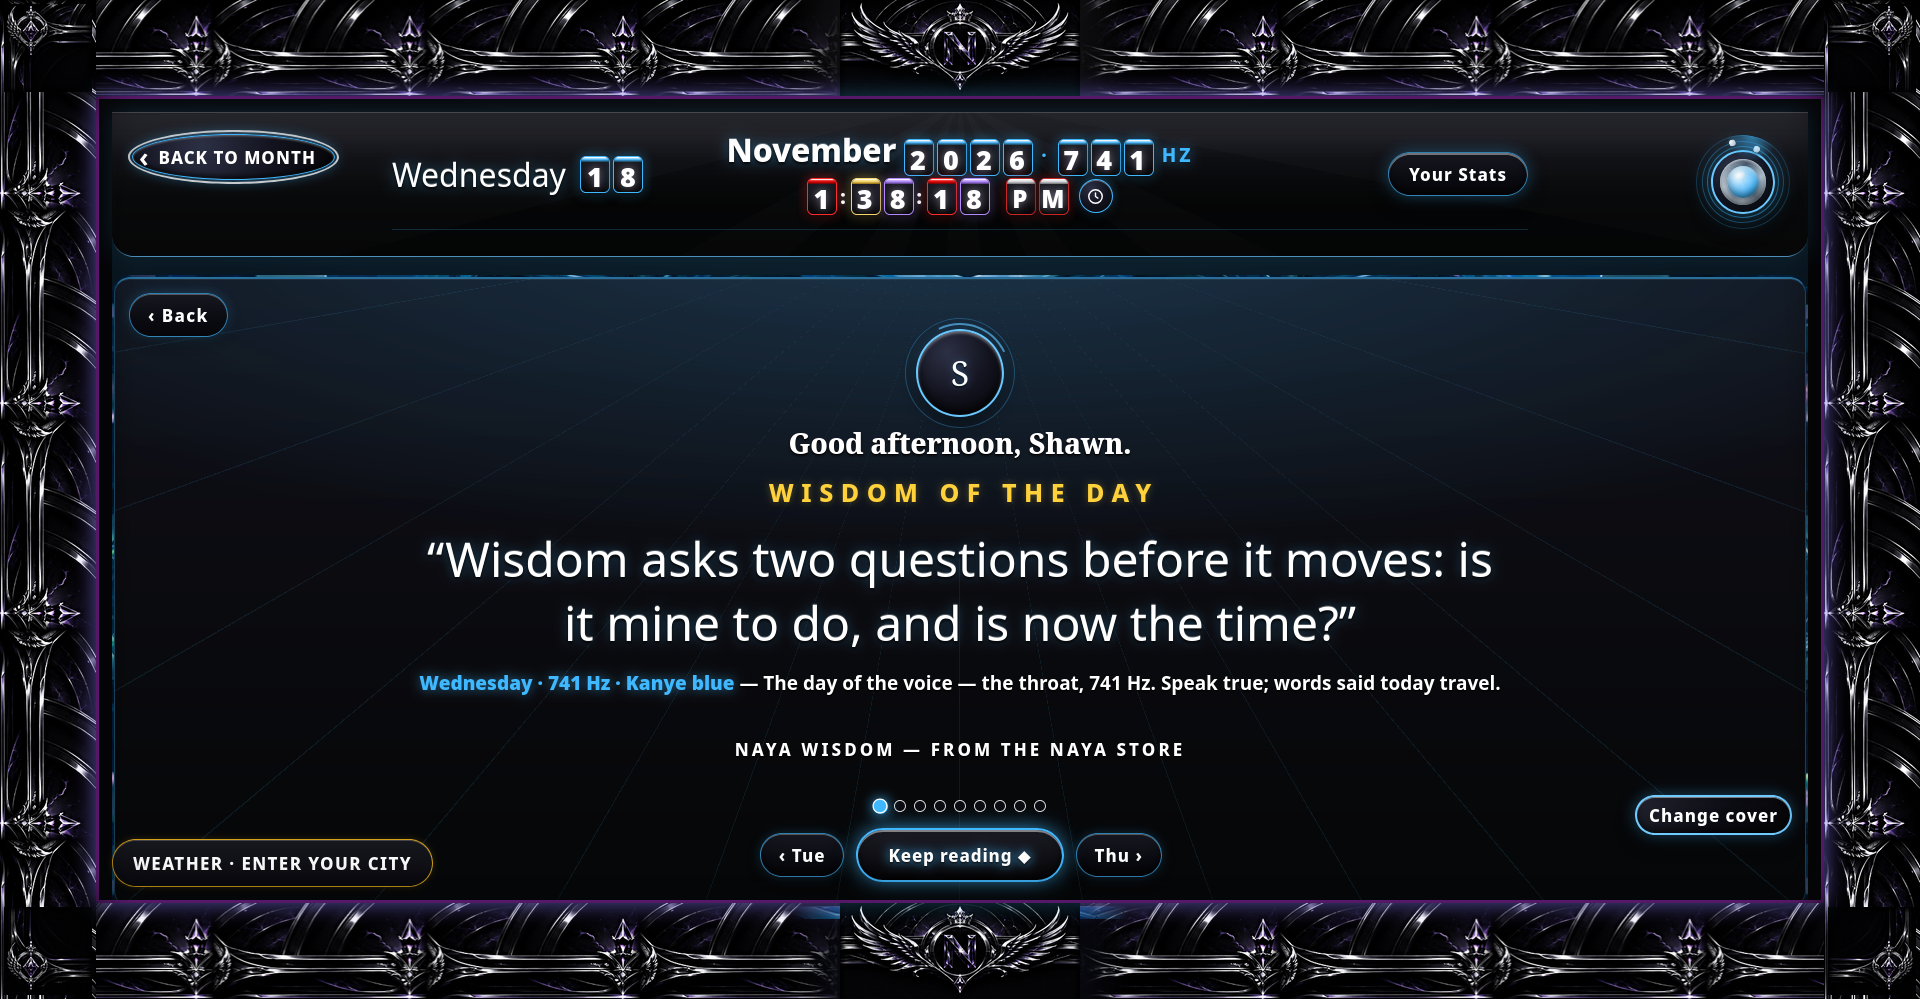 N
‹ BACK TO MONTH
Wednesday 18
November 2026 · 741 HZ
1:38:18 PM
Your Stats
‹ Back
S
Good afternoon, Shawn.
WISDOM OF THE DAY
“Wisdom asks two questions before it moves: is
it mine to do, and is now the time?”
Wednesday · 741 Hz · Kanye blue — The day of the voice — the throat, 741 Hz. Speak true; words said today travel.
NAYA WISDOM — FROM THE NAYA STORE
Change cover
WEATHER · ENTER YOUR CITY
‹ Tue
Keep reading ◆
Thu ›
N